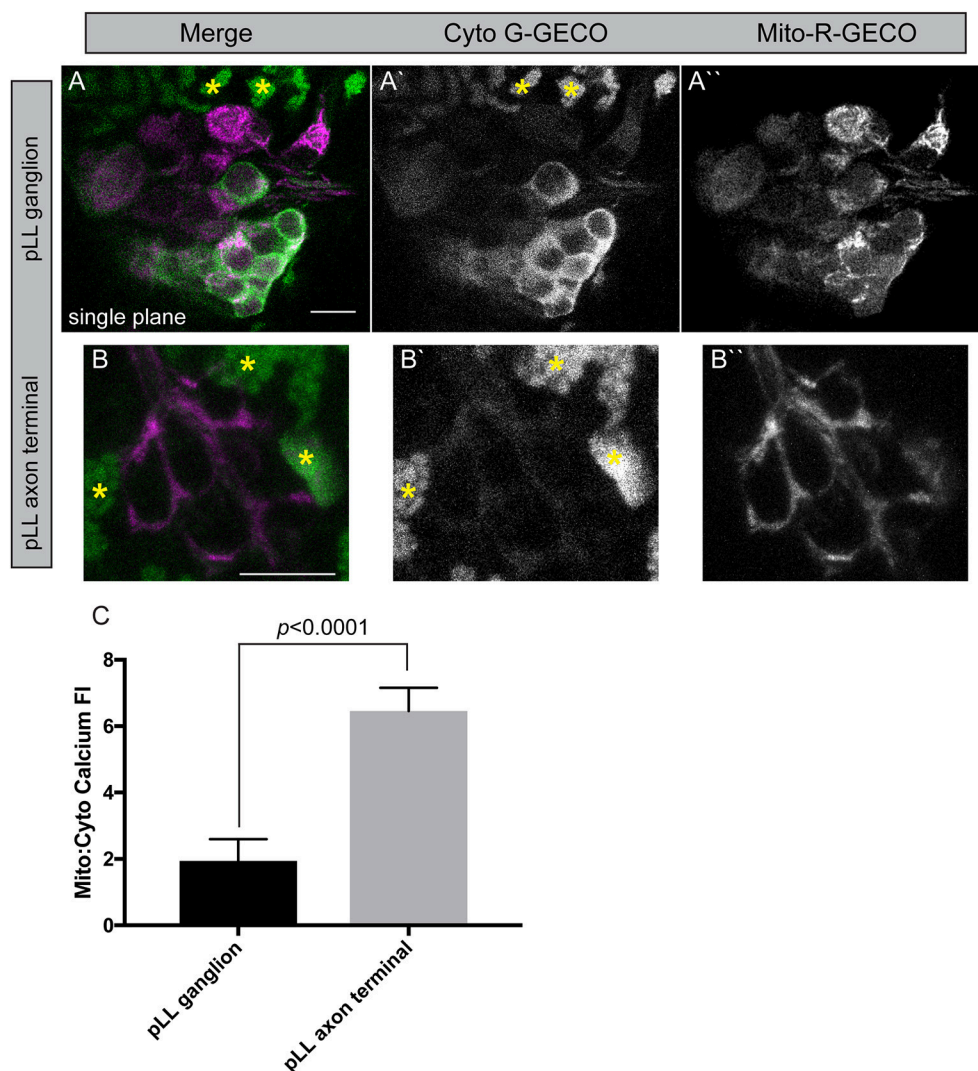 Merge Cyto G-GECO Mito-R-GECO
pLL ganglion
A
A`
A``
* *
* *
single plane
pLL axon terminal
B
B`
B``
*
*
*
*
*
*
C
p<0.0001
Mito:Cyto Calcium FI
8
6
4
2
0
pLL ganglion
pLL axon terminal